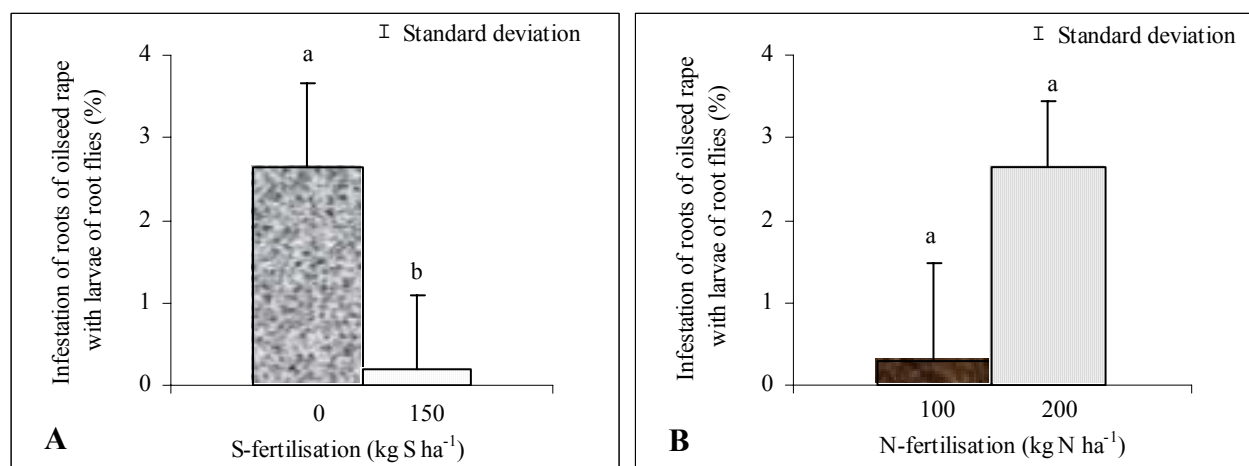 Standard deviation
Infestation of roots of oilseed rape
with larvae of root flies (%)
4
3
2
1
0
a
b
0 150
S-fertilisation (kg S ha⁻¹)
A
Standard deviation
Infestation of roots of oilseed rape
with larvae of root flies (%)
4
3
2
1
0
a
a
100 200
N-fertilisation (kg N ha⁻¹)
B